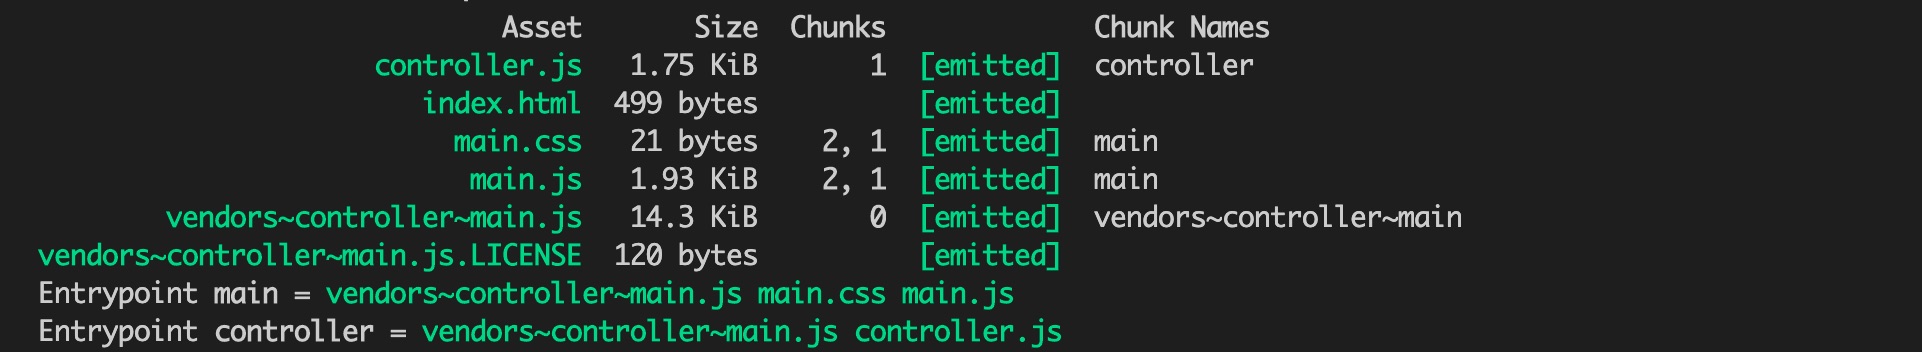 Asset Size Chunks Chunk Names
controller.js 1.75 KiB 1 [emitted] controller
index.html 499 bytes [emitted]
main.css 21 bytes 2, 1 [emitted] main
main.js 1.93 KiB 2, 1 [emitted] main
vendors~controller~main.js 14.3 KiB 0 [emitted] vendors~controller~main
vendors~controller~main.js.LICENSE 120 bytes [emitted]
Entrypoint main = vendors~controller~main.js main.css main.js
Entrypoint controller = vendors~controller~main.js controller.js